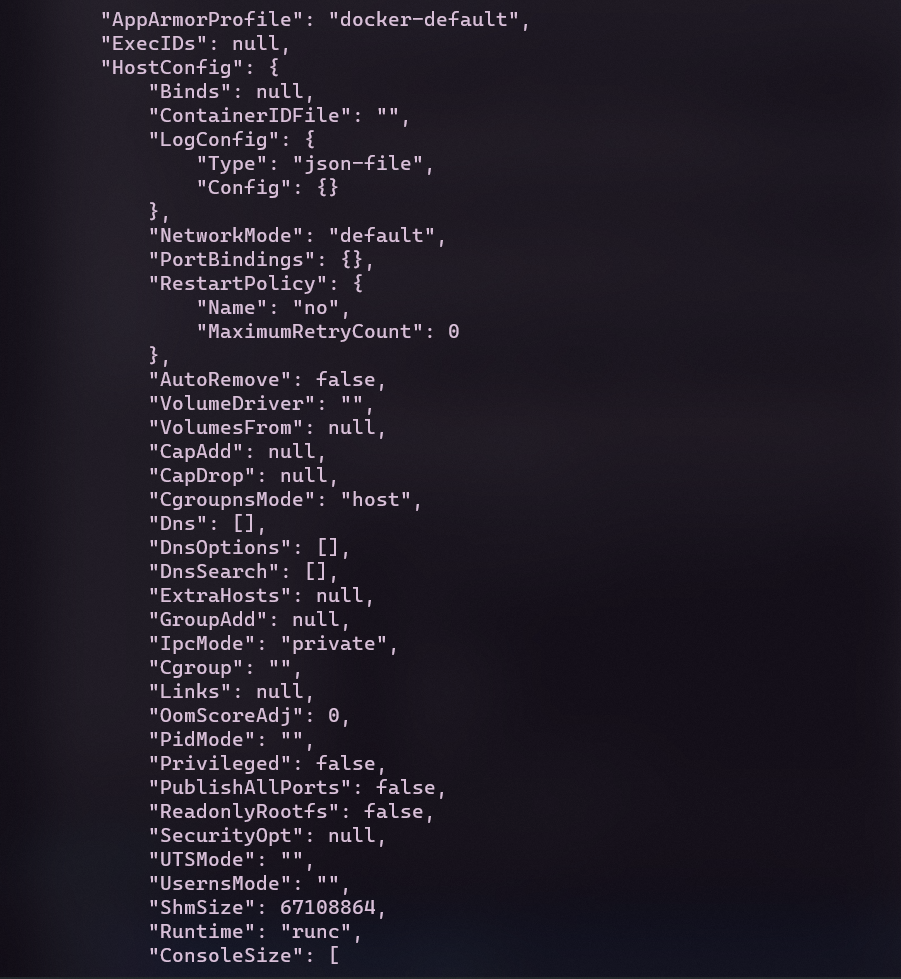 "AppArmorProfile": "docker-default",
"ExecIDs": null,
"HostConfig": {
    "Binds": null,
    "ContainerIDFile": "",
    "LogConfig": {
        "Type": "json-file",
        "Config": {}
    },
    "NetworkMode": "default",
    "PortBindings": {},
    "RestartPolicy": {
        "Name": "no",
        "MaximumRetryCount": 0
    },
    "AutoRemove": false,
    "VolumeDriver": "",
    "VolumesFrom": null,
    "CapAdd": null,
    "CapDrop": null,
    "CgroupnsMode": "host",
    "Dns": [],
    "DnsOptions": [],
    "DnsSearch": [],
    "ExtraHosts": null,
    "GroupAdd": null,
    "IpcMode": "private",
    "Cgroup": "",
    "Links": null,
    "OomScoreAdj": 0,
    "PidMode": "",
    "Privileged": false,
    "PublishAllPorts": false,
    "ReadonlyRootfs": false,
    "SecurityOpt": null,
    "UTSMode": "",
    "UsernsMode": "",
    "ShmSize": 67108864,
    "Runtime": "runc",
    "ConsoleSize": [